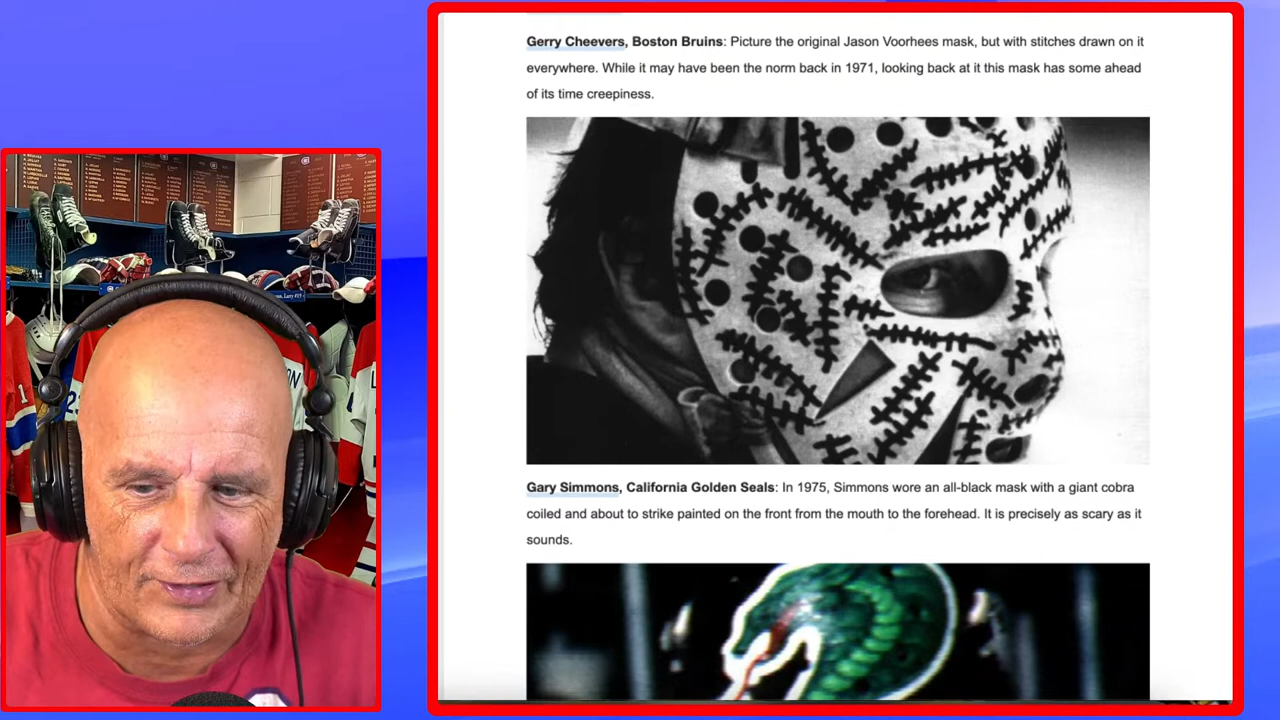 Gerry Cheevers, Boston Bruins: Picture the original Jason Voorhees mask, but with stitches drawn on it
everywhere. While it may have been the norm back in 1971, looking back at it this mask has some ahead
of its time creepiness.
Gary Simmons, California Golden Seals: In 1975, Simmons wore an all-black mask with a giant cobra
coiled and about to strike painted on the front from the mouth to the forehead. It is precisely as scary as it
sounds.